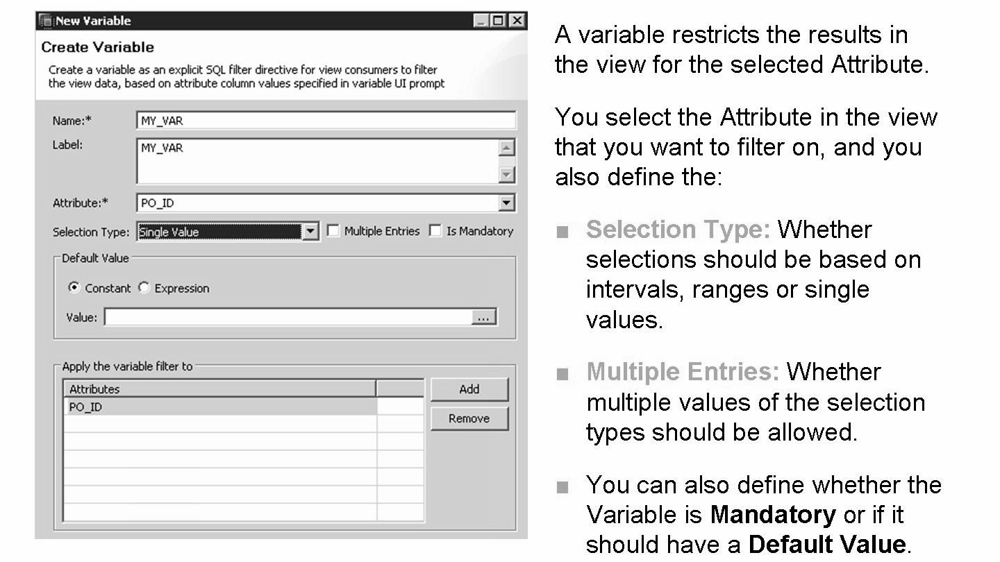 New Variable
Create Variable
Create a variable as an explicit SQL filter directive for view consumers to filter
the view data, based on attribute column values specified in variable UI prompt
Name:* MY_VAR
Label: MY_VAR
Attribute:* PO_ID
Selection Type: Single Value Multiple Entries Is Mandatory
Default Value
Constant Expression
Value: ...
Apply the variable filter to
Attributes Add
PO_ID Remove
A variable restricts the results in
the view for the selected Attribute.
You select the Attribute in the view
that you want to filter on, and you
also define the:
■ Selection Type: Whether
selections should be based on
intervals, ranges or single
values.
■ Multiple Entries: Whether
multiple values of the selection
types should be allowed.
■ You can also define whether the
Variable is Mandatory or if it
should have a Default Value.